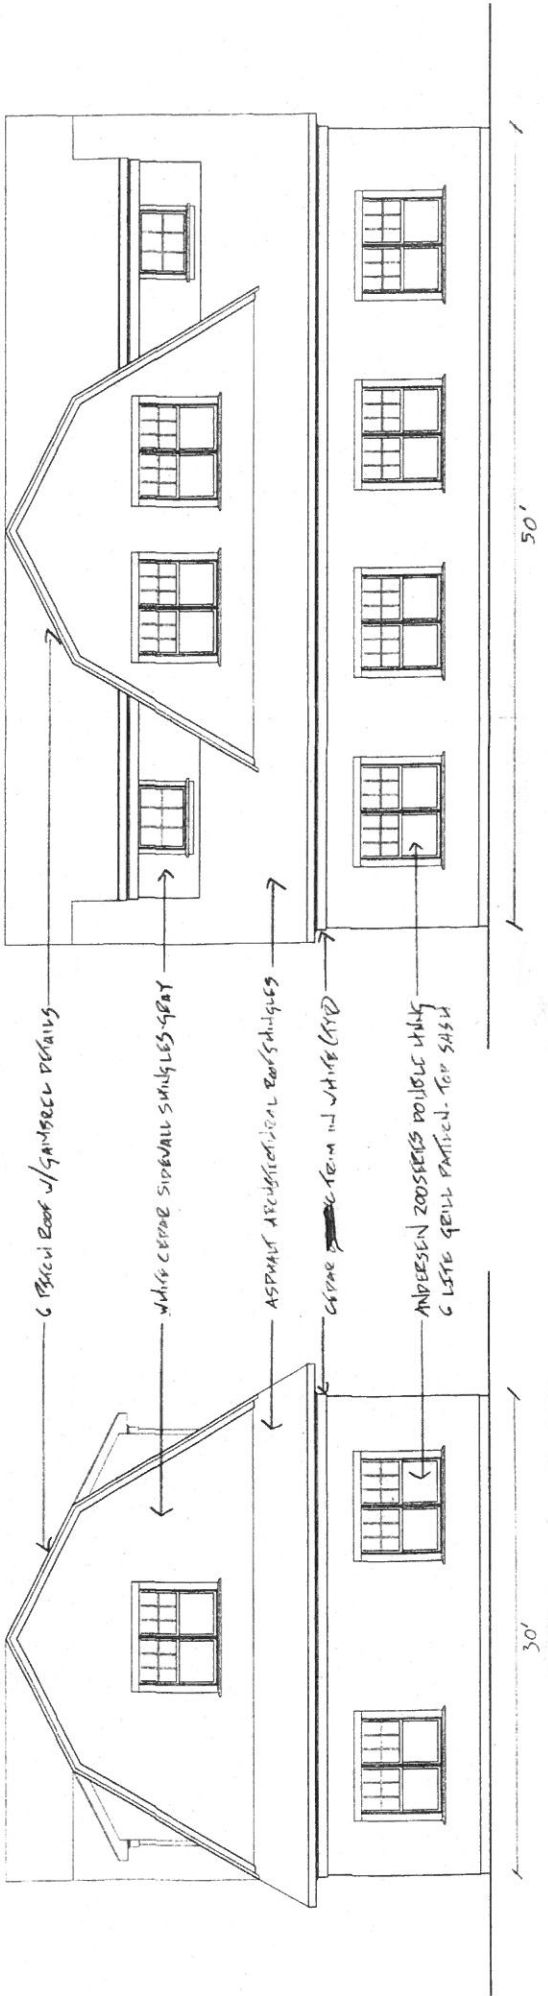 6 PITCH ROOF W/ GAMBREL DETAILS
WHITE CEDAR SIDEWALL SHINGLES-GRAY
ASPHALT ARCHITECTURAL ROOF SHINGLES
CEDAR TRIM IN WHITE (TYP)
ANDERSEN 200SERIES DOUBLE HUNG
6 LITE GRILL PATTERN - TOP SASH
30'
50'